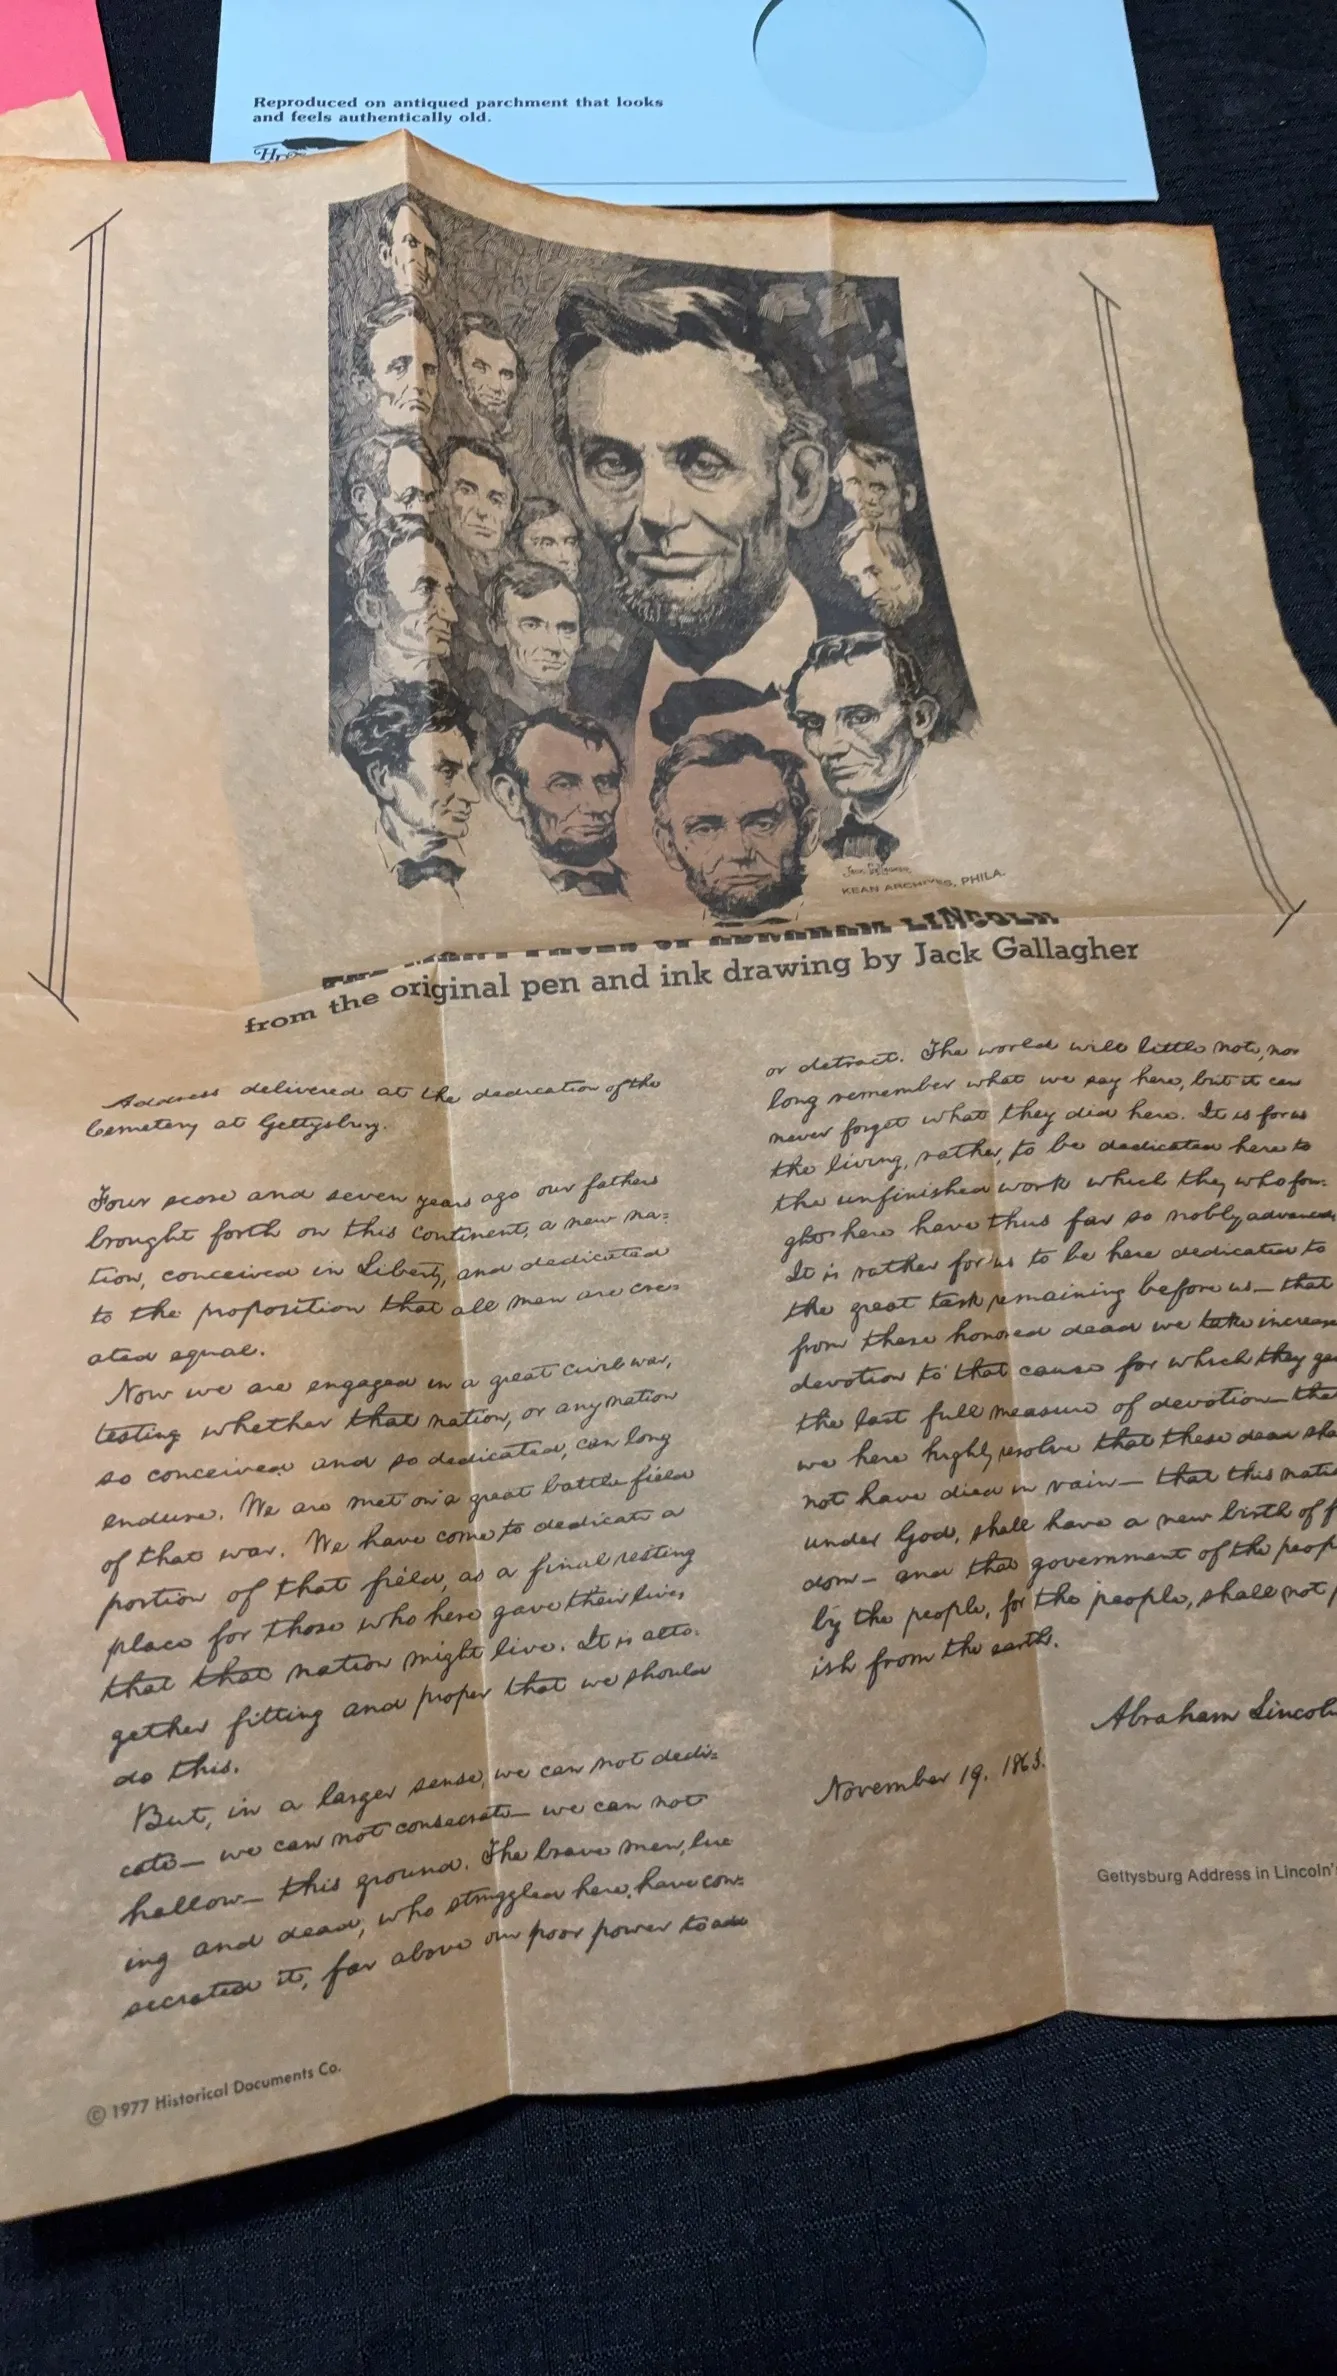 Reproduced on antiqued parchment that looks
and feels authentically old.
KEAN ARCHIVES, PHILA.
THE MANY FACES OF ABRAHAM LINCOLN
from the original pen and ink drawing by Jack Gallagher
Address delivered at the dedication of the
Cemetery at Gettysburg.
Four score and seven years ago our fathers
brought forth on this continent, a new na=
tion, conceived in Liberty, and dedicated
to the proposition that all men are cre=
ated equal.
Now we are engaged in a great civil war,
testing whether that nation, or any nation
so conceived and so dedicated, can long
endure. We are met on a great battle-field
of that war. We have come to dedicate a
portion of that field, as a final resting
place for those who here gave their lives
that that nation might live. It is alto-
gether fitting and proper that we should
do this.
But, in a larger sense, we can not dedi=
cate— we can not consecrate— we can not
hallow— this ground. The brave men, liv
ing and dead, who struggled here, have con=
secrated it, far above our poor power to add
© 1977 Historical Documents Co.
or detract. The world will little note, nor
long remember what we say here, but it can
never forget what they did here. It is for us
the living, rather, to be dedicated here to
the unfinished work which they who fou-
ght here have thus far so nobly advanced.
It is rather for us to be here dedicated to
the great task remaining before us— that
from these honored dead we take increas
devotion to that cause for which they ga
the last full measure of devotion— tha
we here highly resolve that these dead sha
not have died in vain— that this nati
under God, shall have a new birth of f
dom— and that government of the peop
by the people, for the people, shall not p
ish from the earth.
Abraham Lincoln
November 19. 1863.
Gettysburg Address in Lincoln's